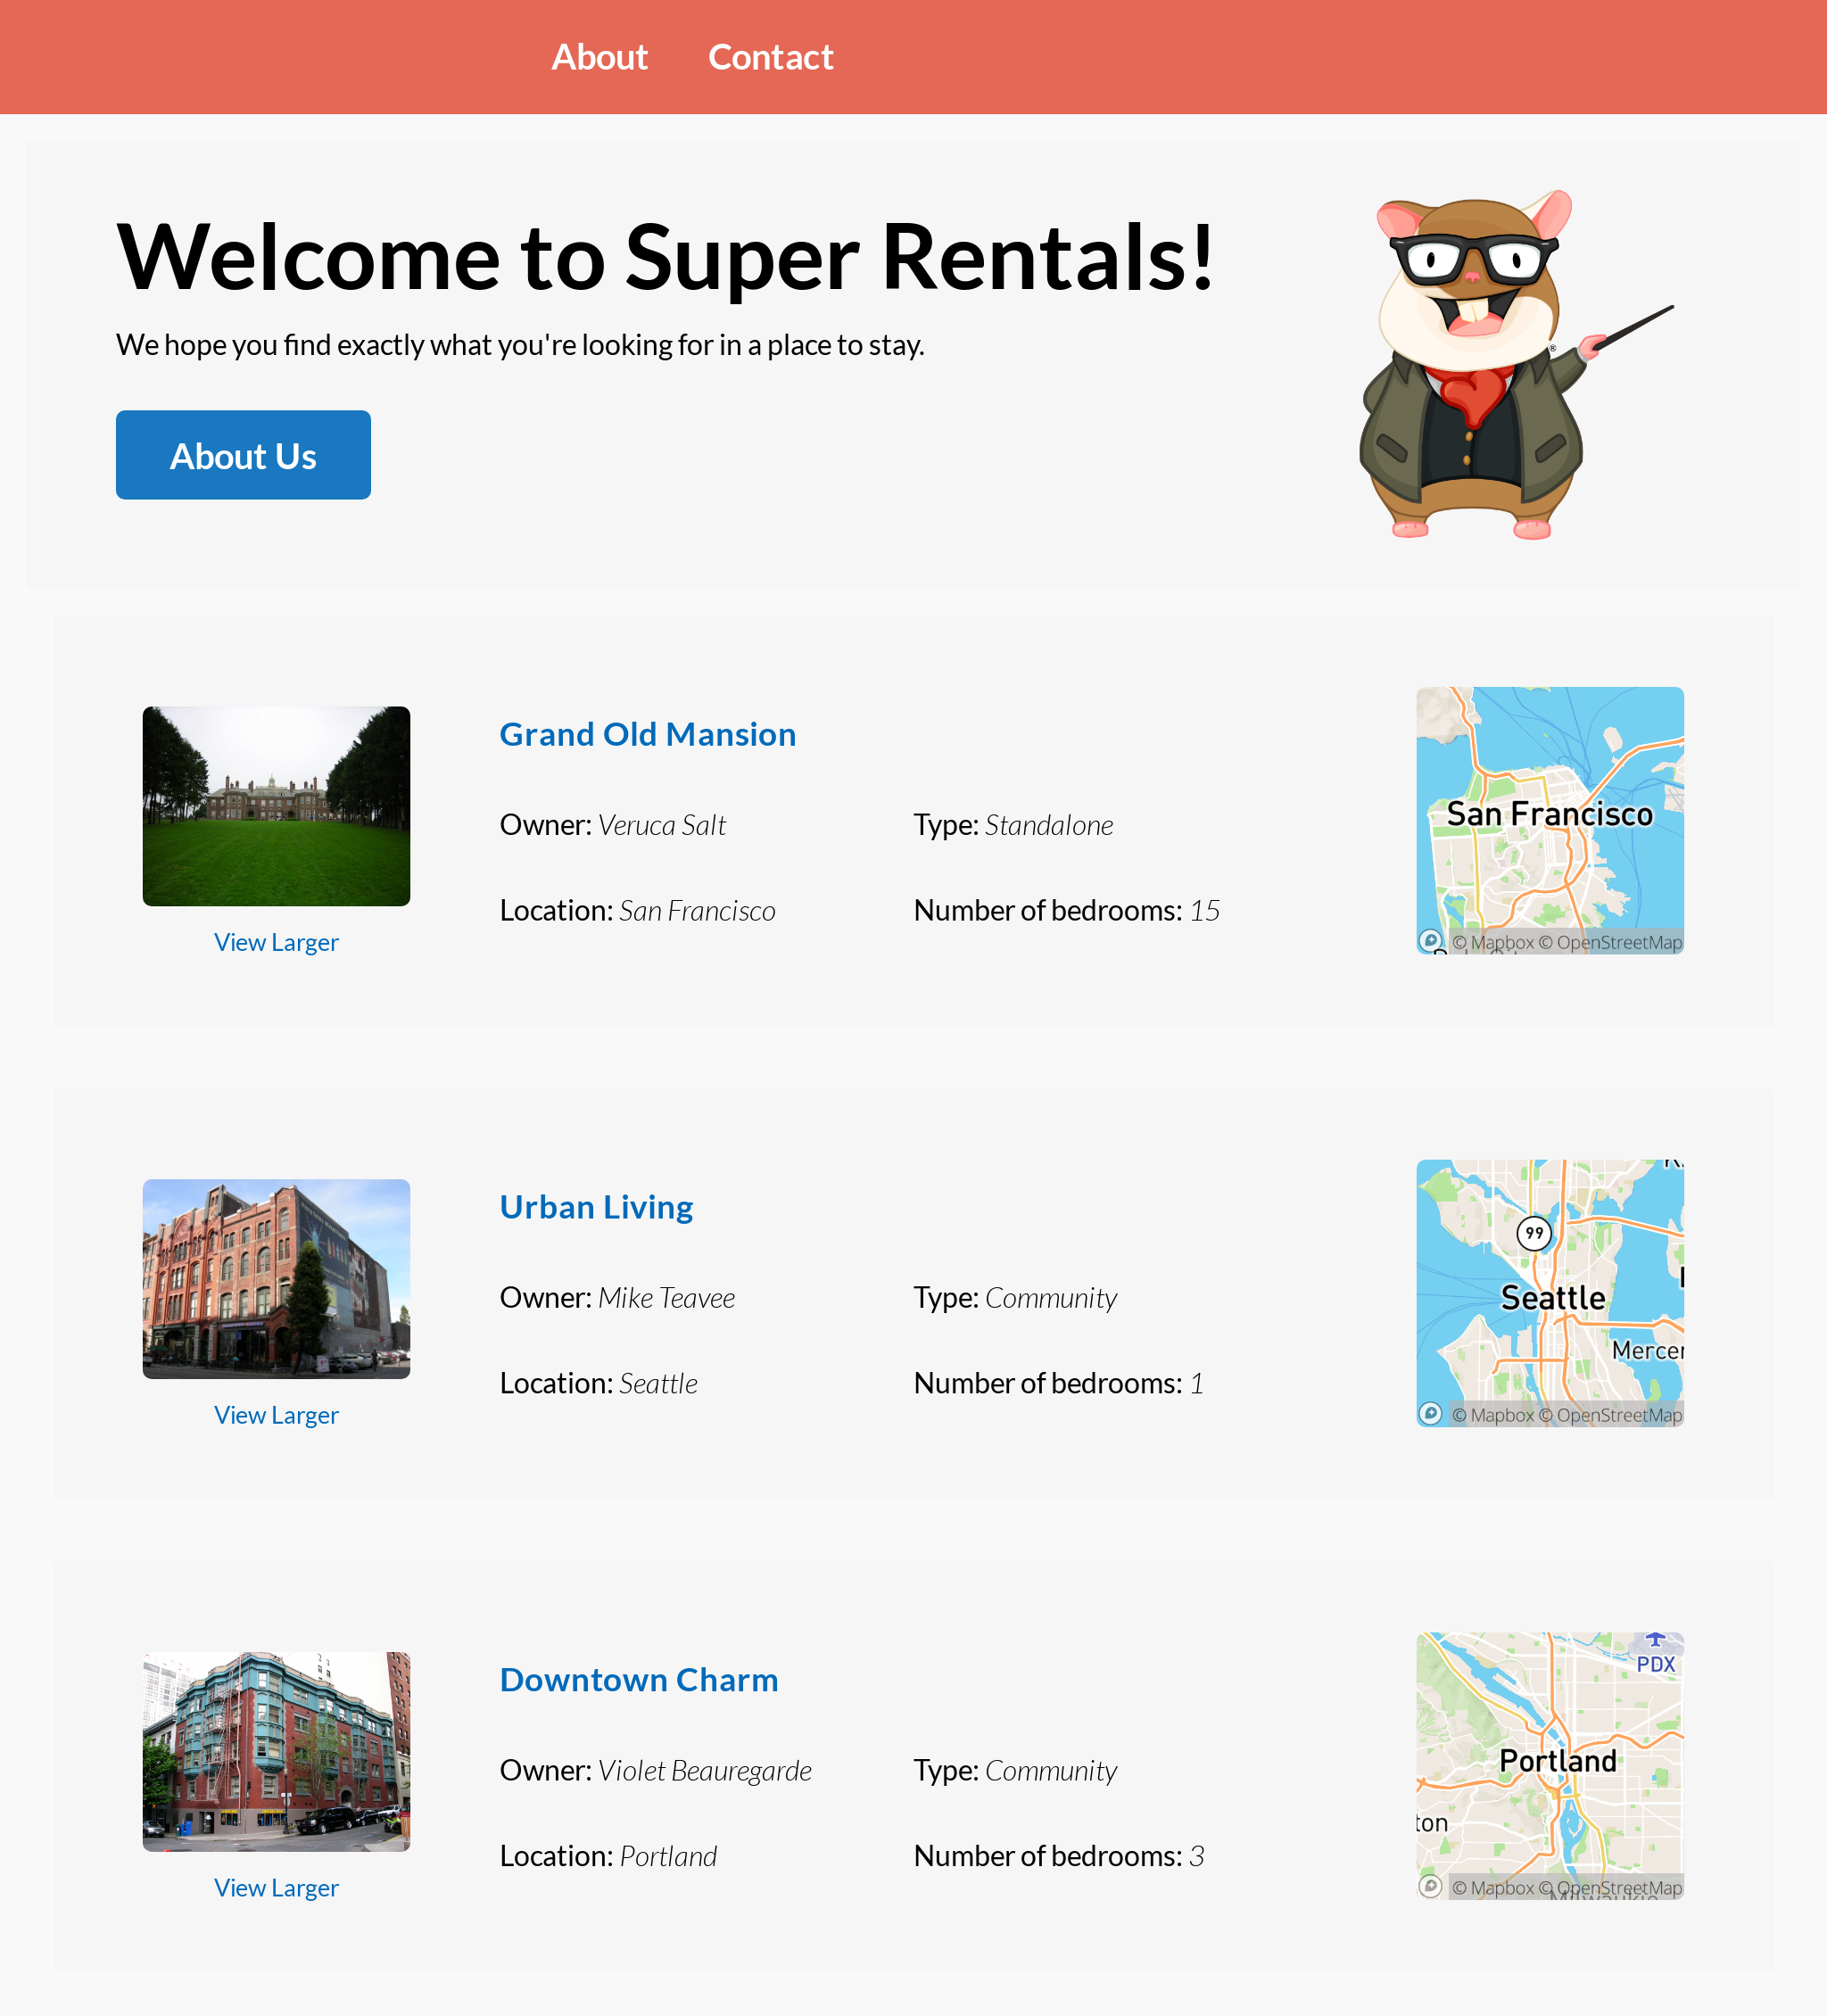 About Contact
Welcome to Super Rentals!
We hope you find exactly what you're looking for in a place to stay.
About Us
Grand Old Mansion
Owner: Veruca Salt Type: Standalone
Location: San Francisco Number of bedrooms: 15
View Larger
San Francisco
© Mapbox © OpenStreetMap
Urban Living
Owner: Mike Teavee Type: Community
Location: Seattle Number of bedrooms: 1
View Larger
99
Seattle
Mercer
© Mapbox © OpenStreetMap
Downtown Charm
Owner: Violet Beauregarde Type: Community
Location: Portland Number of bedrooms: 3
View Larger
PDX
Portland
ton
© Mapbox © OpenStreetMap